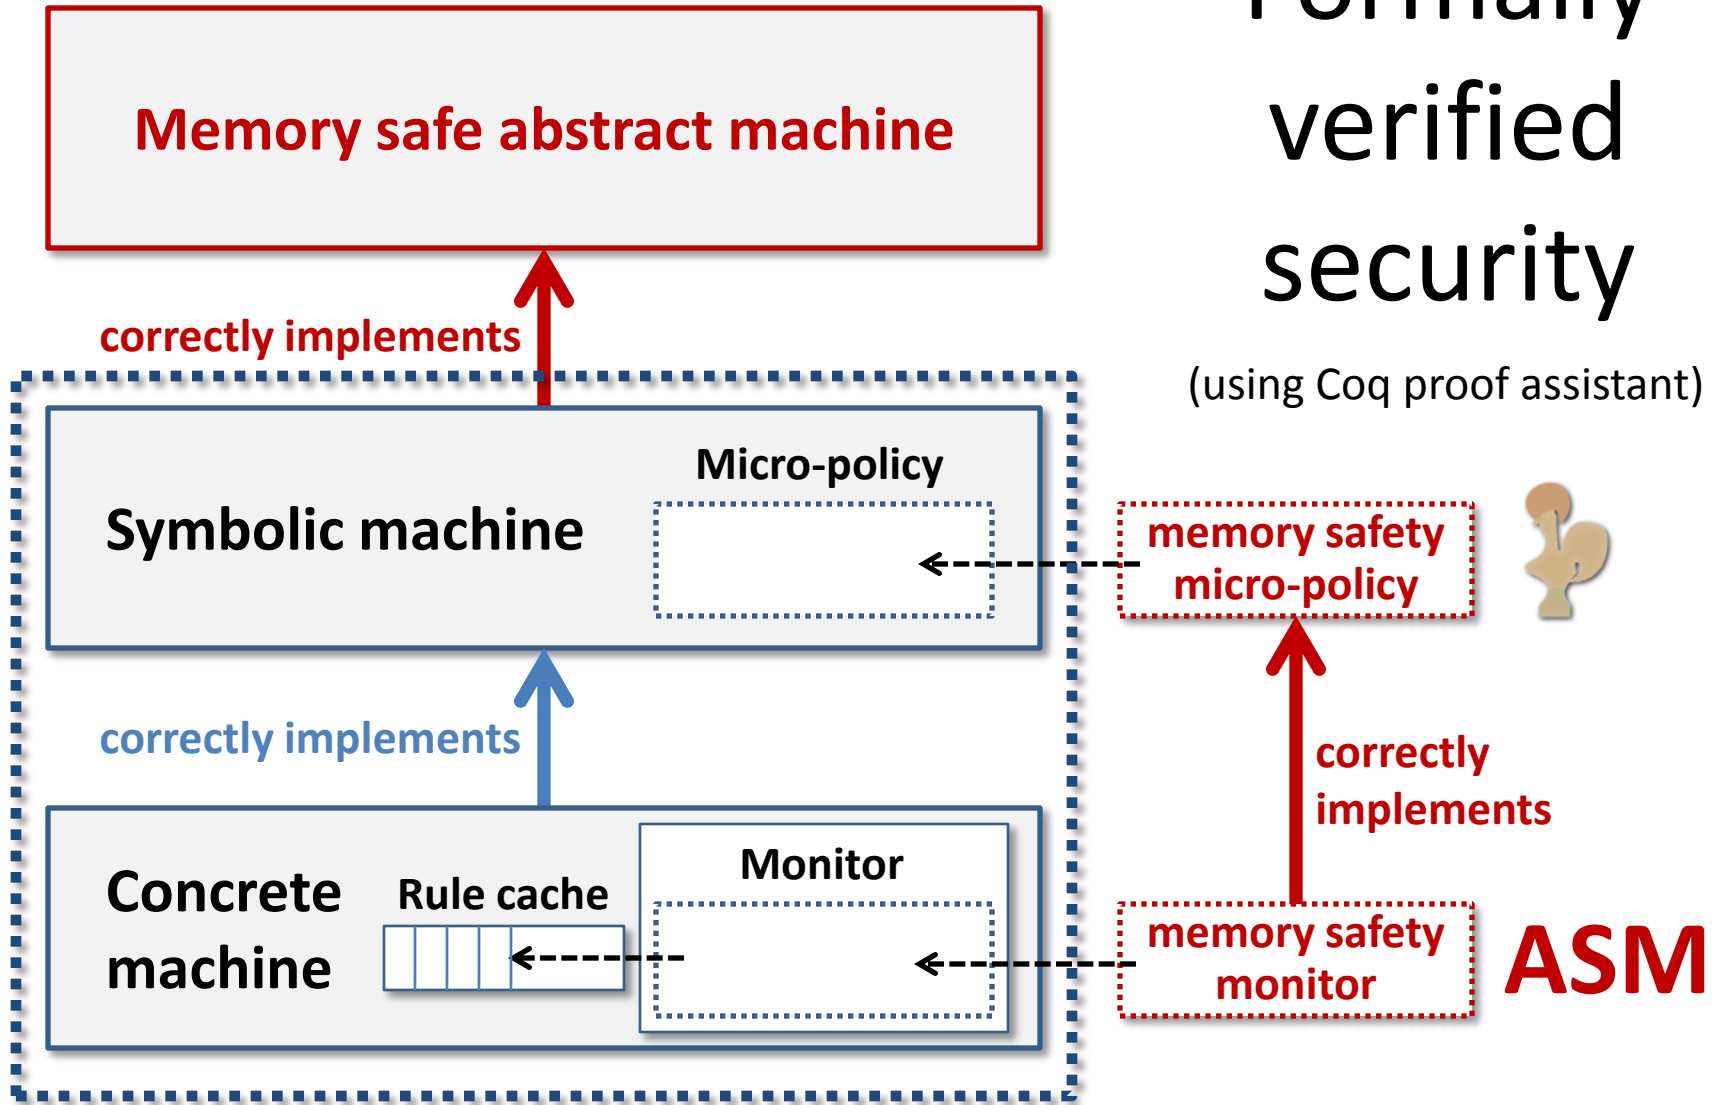 Formally
verified
security
(using Coq proof assistant)
Memory safe abstract machine
correctly implements
Micro-policy
Symbolic machine
memory safety
micro-policy
correctly implements
correctly
implements
Concrete
machine
Rule cache
Monitor
memory safety
monitor
ASM